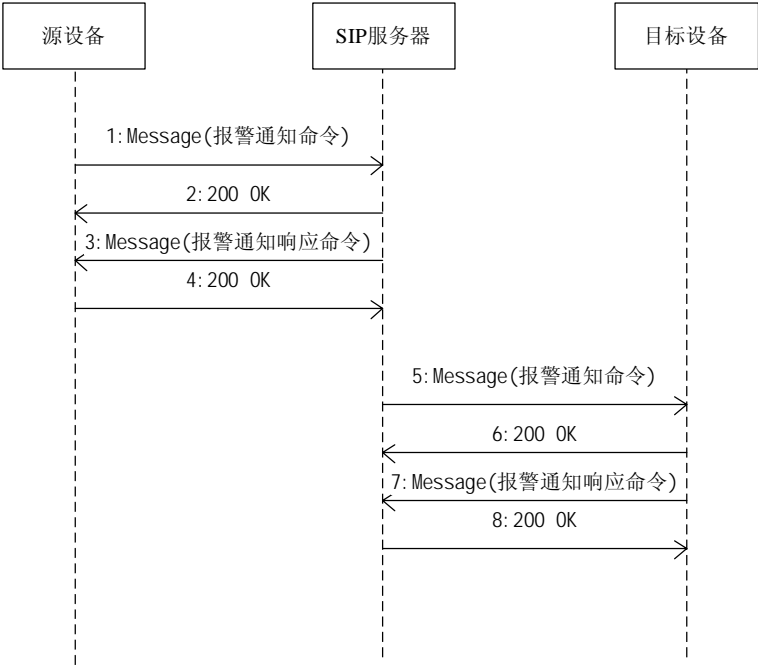 源设备
SIP服务器
目标设备
1:Message(报警通知命令)
2:200 OK
3:Message(报警通知响应命令)
4:200 OK
5:Message(报警通知命令)
6:200 OK
7:Message(报警通知响应命令)
8:200 OK